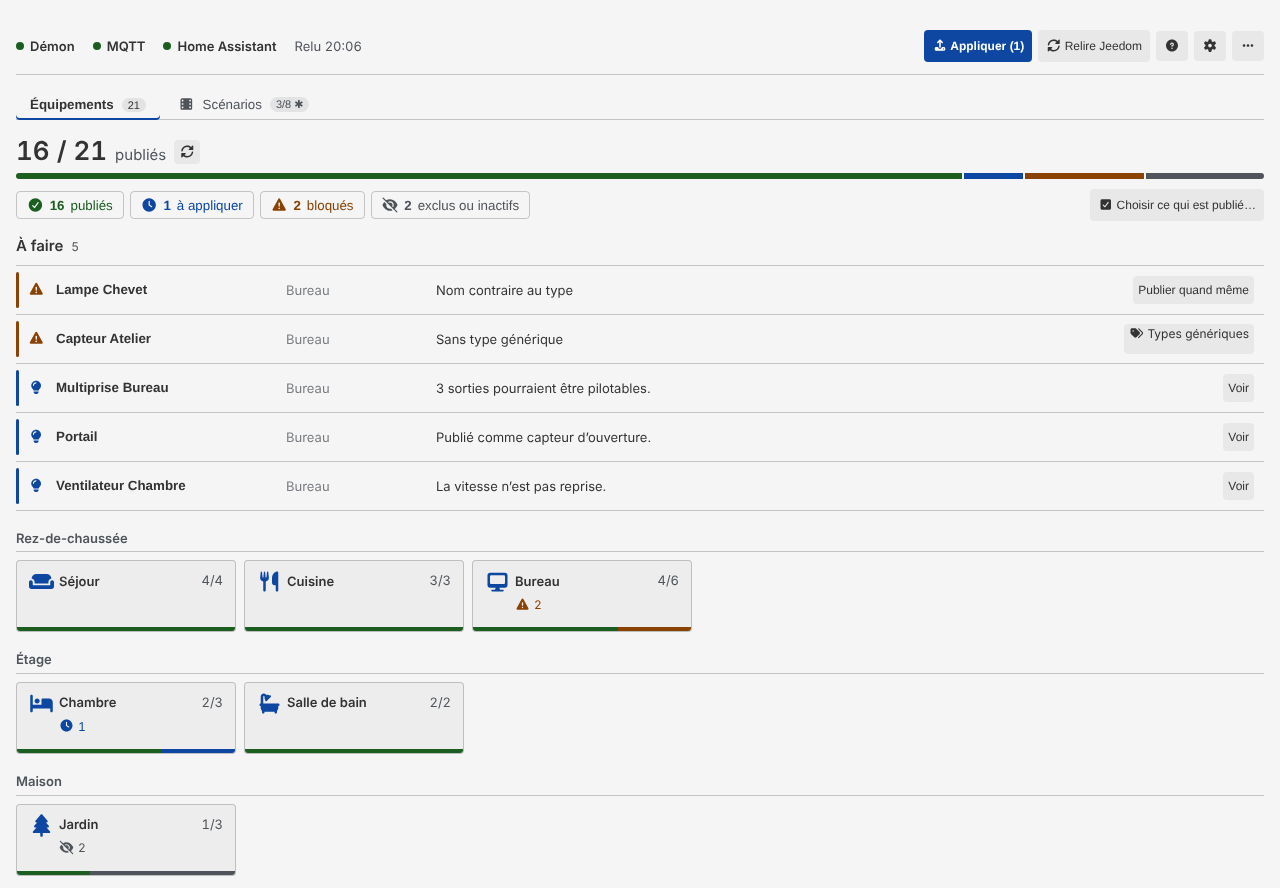 Démon MQTT Home Assistant Relu 20:06 Appliquer (1) Relire Jeedom
Équipements 21 Scénarios 3/8 ✱
16 / 21 publiés
16 publiés 1 à appliquer 2 bloqués 2 exclus ou inactifs Choisir ce qui est publié…
À faire 5
Lampe Chevet Bureau Nom contraire au type Publier quand même
Capteur Atelier Bureau Sans type générique Types génériques
Multiprise Bureau Bureau 3 sorties pourraient être pilotables. Voir
Portail Bureau Publié comme capteur d’ouverture. Voir
Ventilateur Chambre Bureau La vitesse n’est pas reprise. Voir
Rez-de-chaussée
Séjour 4/4 Cuisine 3/3 Bureau 4/6
2
Étage
Chambre 2/3 Salle de bain 2/2
1
Maison
Jardin 1/3
2